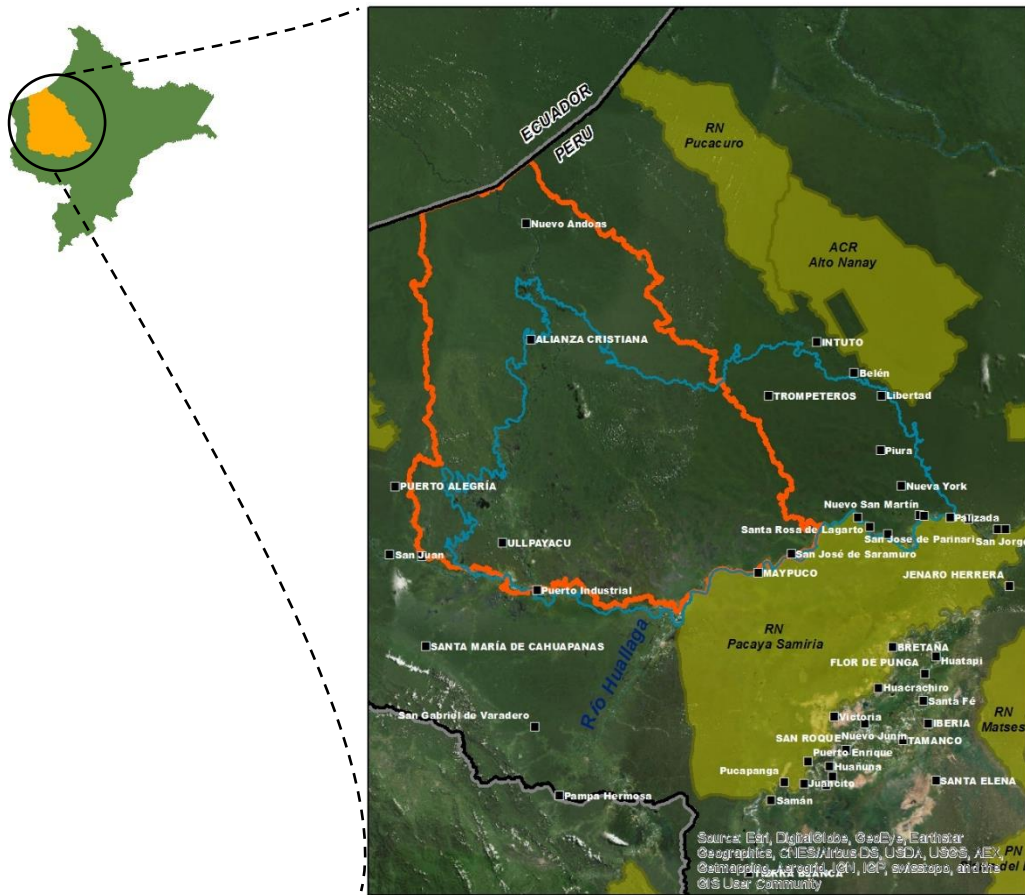 ECUADOR
PERU
RN
Pucacuro
Nuevo Andoas
ACR
Alto Nanay
ALIANZA CRISTIANA
INTUTO
Belén
TROMPETEROS
Libertad
Piura
PUERTO ALEGRÍA
Nueva York
Nuevo San Martín
Palizada
Santa Rosa de Lagarto
San Jose de Parinari
San Jorge
ULLPAYACU
San Juan
San José de Saramuro
MAYPUCO
JENARO HERRERA
Puerto Industrial
RN
Pacaya Samiria
Río Huallaga
SANTA MARÍA DE CAHUAPANAS
BRETAÑA
FLOR DE PUNGA
Huatapi
Huacrachiro
Santa Fé
RN
Matses
San Gabriel de Varadero
Victoria
IBERIA
SAN ROQUE
Nuevo Junín
TAMANCO
Puerto Enrique
Huañuna
Pucapanga
Juancito
SANTA ELENA
Pampa Hermosa
Samán
Source: Esri, DigitalGlobe, GeoEye, Earthstar
Geographics, CNES/Airbus DS, USDA, USGS, AEX,
Getmapping, Aerogrid, IGN, IGP, swisstopo, and the
GIS User Community
PN
del
TIERRA BLANCA